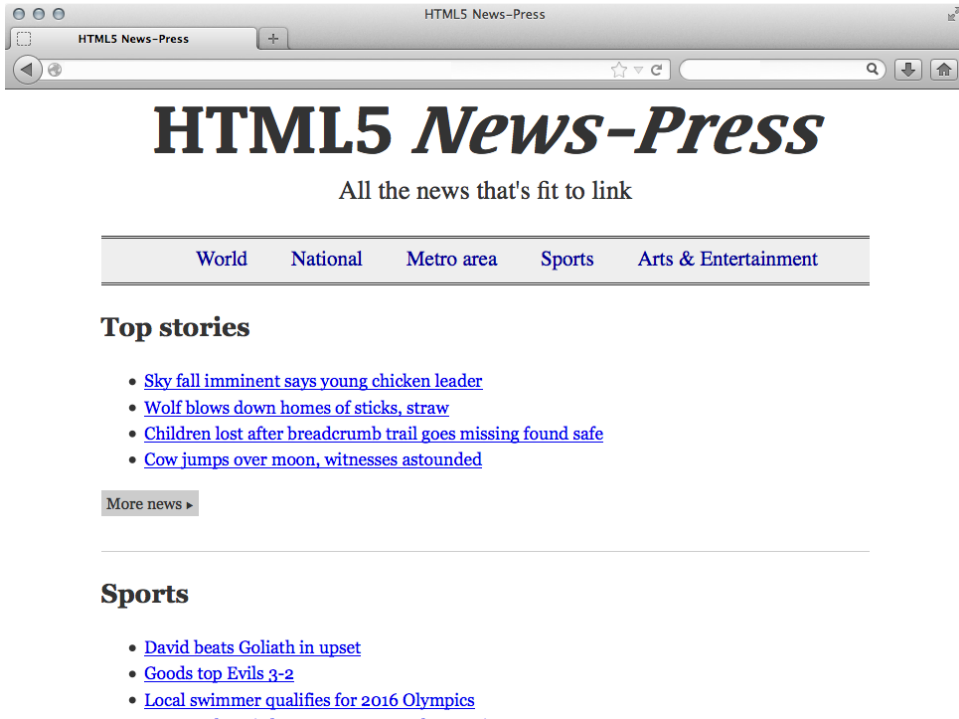 HTML5 News-Press
HTML5 News-Press
HTML5 News-Press
All the news that's fit to link
World National Metro area Sports Arts & Entertainment
Top stories
Sky fall imminent says young chicken leader
Wolf blows down homes of sticks, straw
Children lost after breadcrumb trail goes missing found safe
Cow jumps over moon, witnesses astounded
More news ▸
Sports
David beats Goliath in upset
Goods top Evils 3-2
Local swimmer qualifies for 2016 Olympics